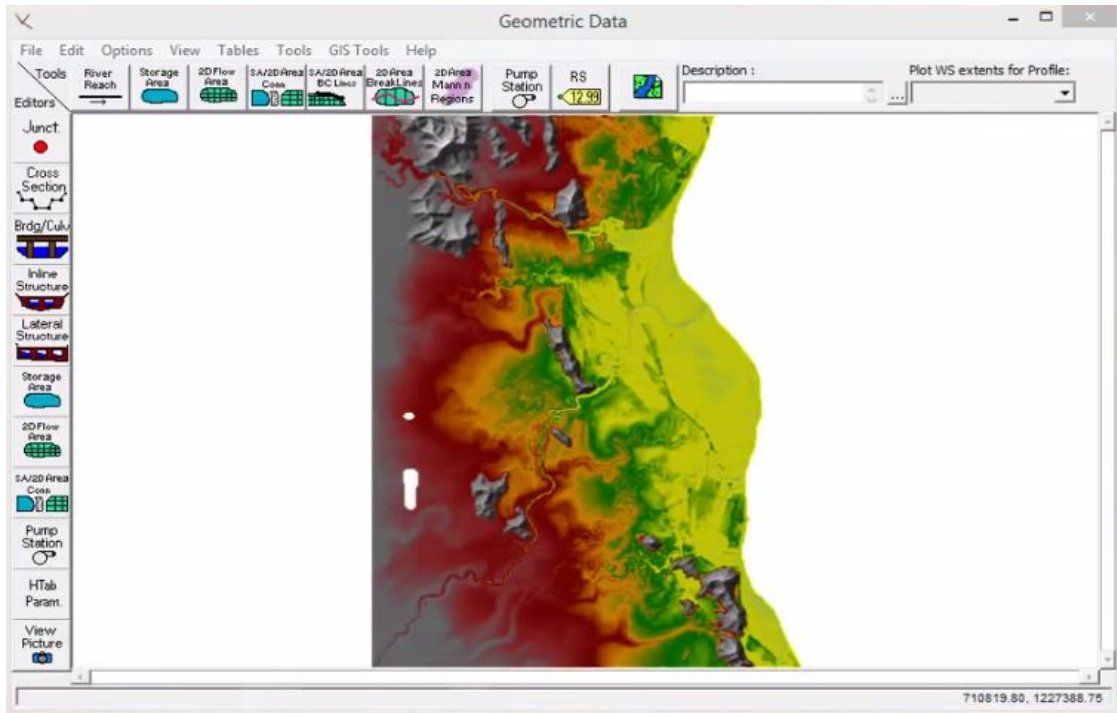 Geometric Data
File Edit Options View Tables Tools GIS Tools Help
Tools
Editors
River
Reach
Storage
Area
2D Flow
Area
SA/2D Area
Conn
SA/2D Area
BC Lines
2D Area
BreakLines
2D Area
Mann n
Regions
Pump
Station
RS
12.99
Description :
...
Plot WS extents for Profile:
Junct.
Cross
Section
Brdg/Culv
Inline
Structure
Lateral
Structure
Storage
Area
2D Flow
Area
SA/2D Area
Conn
Pump
Station
HTab
Param.
View
Picture
710819.80, 1227388.75